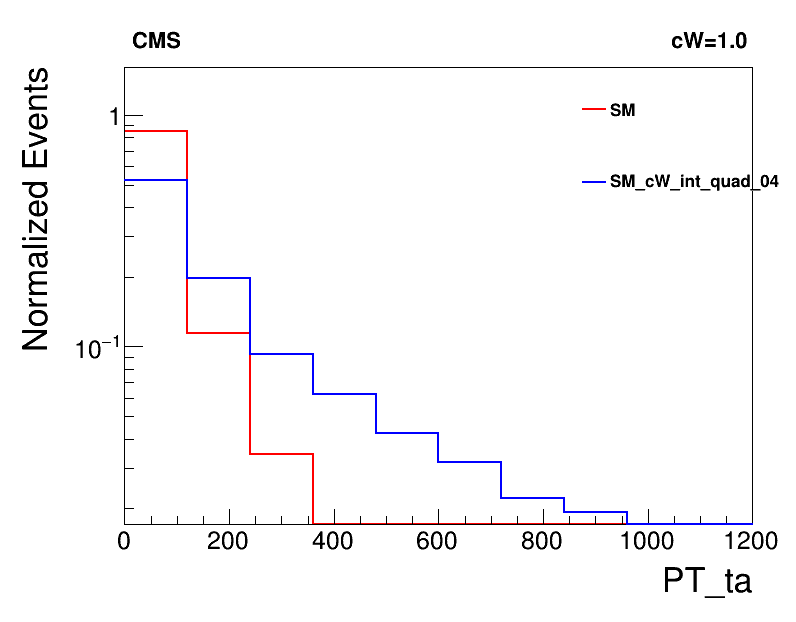 CMS
cW=1.0
Normalized Events
1
10⁻¹
SM
SM_cW_int_quad_04
0 200 400 600 800 1000 1200
PT_ta